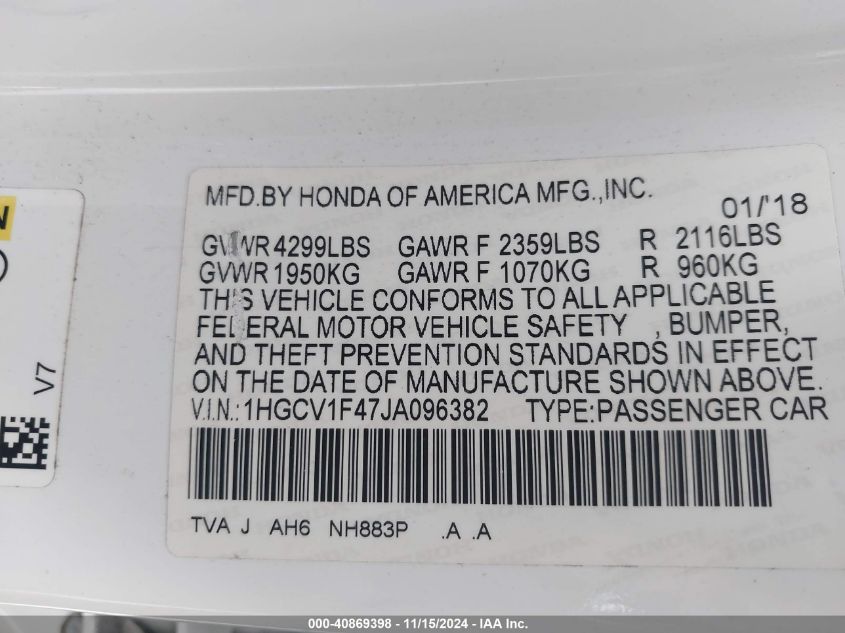 MFD.BY HONDA OF AMERICA MFG.,INC. 01/'18
GVWR 4299LBS GAWR F 2359LBS R 2116LBS
GVWR 1950KG GAWR F 1070KG R 960KG
THIS VEHICLE CONFORMS TO ALL APPLICABLE
FEDERAL MOTOR VEHICLE SAFETY , BUMPER,
AND THEFT PREVENTION STANDARDS IN EFFECT
ON THE DATE OF MANUFACTURE SHOWN ABOVE.
V.I.N.:1HGCV1F47JA096382 TYPE:PASSENGER CAR
TVA J AH6 NH883P .A .A
V7
000-40869398 - 11/15/2024 - IAA Inc.